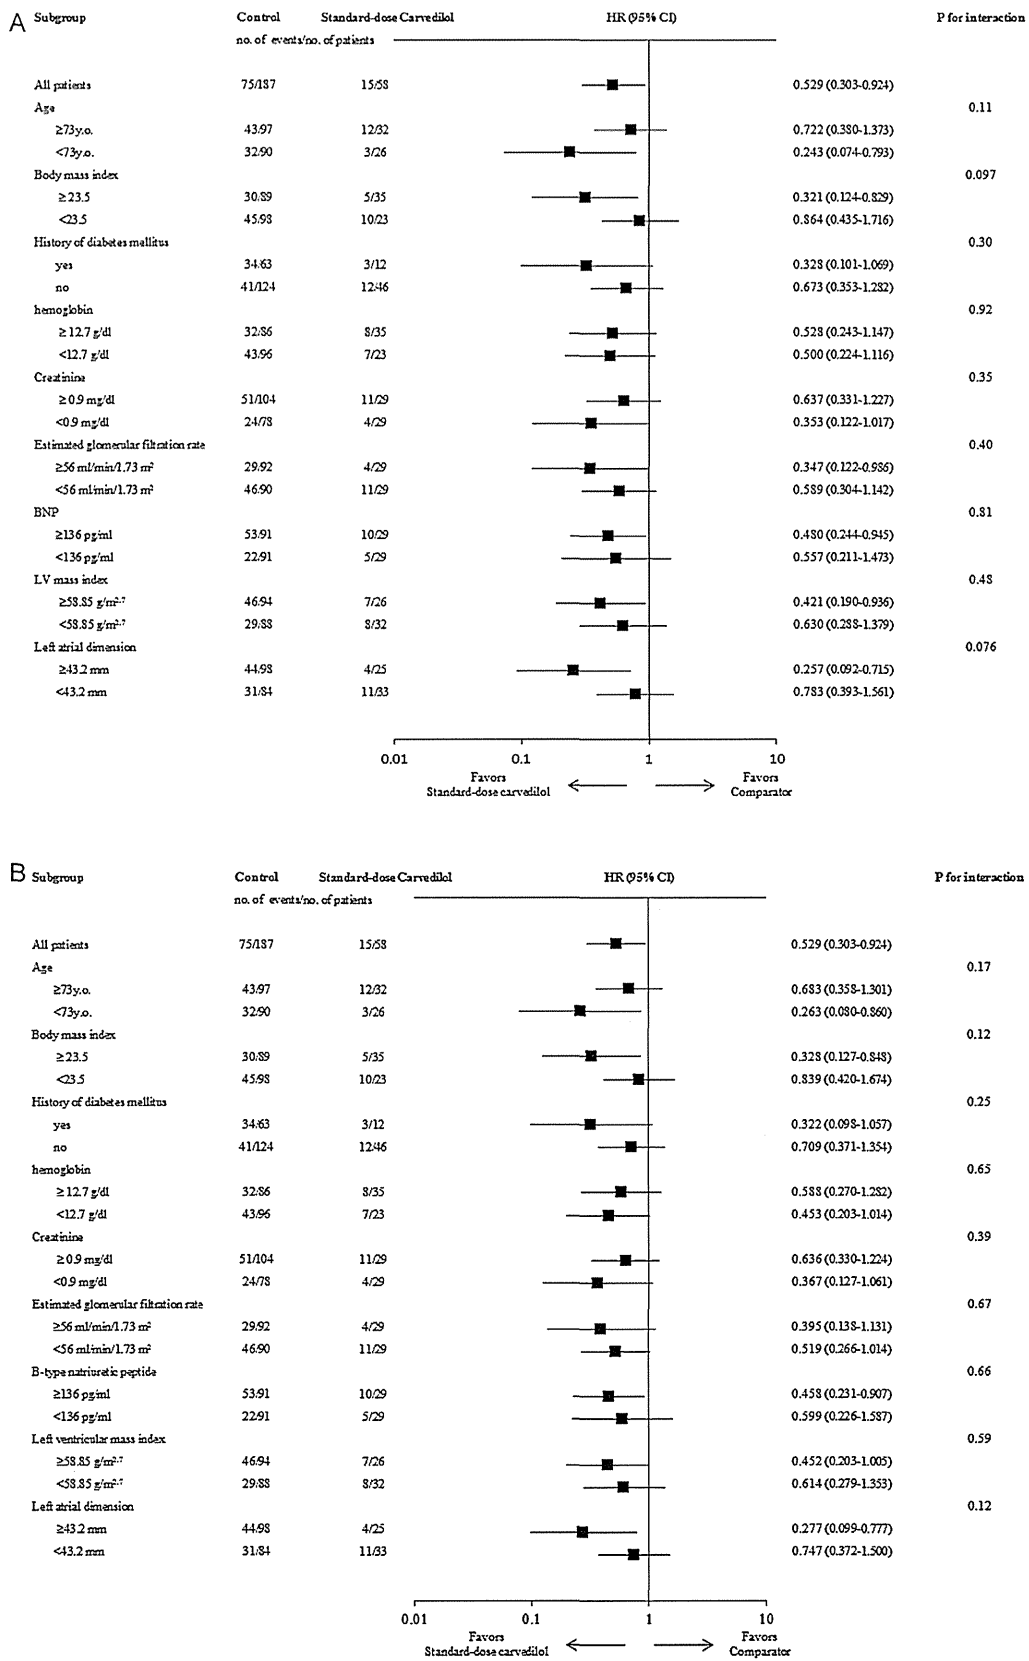 A
Subgroup Control Standard-dose Carvedilol HR (95% CI) P for interaction
no. of events/no. of patients
All patients 75/187 15/58 0.529 (0.303-0.924)
Age 0.11
≥73y.o. 43/97 12/32 0.722 (0.380-1.373)
<73y.o. 32/90 3/26 0.243 (0.074-0.793)
Body mass index 0.097
≥23.5 30/89 5/35 0.321 (0.124-0.829)
<23.5 45/98 10/23 0.864 (0.435-1.716)
History of diabetes mellitus 0.30
yes 34/63 3/12 0.328 (0.101-1.069)
no 41/124 12/46 0.673 (0.353-1.282)
hemoglobin 0.92
≥12.7 g/dl 32/86 8/35 0.528 (0.243-1.147)
<12.7 g/dl 43/96 7/23 0.500 (0.224-1.116)
Creatinine 0.35
≥0.9 mg/dl 51/104 11/29 0.637 (0.331-1.227)
<0.9 mg/dl 24/78 4/29 0.353 (0.122-1.017)
Estimated glomerular filtration rate 0.40
≥56 ml/min/1.73 m² 29/92 4/29 0.347 (0.122-0.986)
<56 ml/min/1.73 m² 46/90 11/29 0.589 (0.304-1.142)
BNP 0.81
≥136 pg/ml 53/91 10/29 0.480 (0.244-0.945)
<136 pg/ml 22/91 5/29 0.557 (0.211-1.473)
LV mass index 0.48
≥58.85 g/m²·⁷ 46/94 7/26 0.421 (0.190-0.936)
<58.85 g/m²·⁷ 29/88 8/32 0.630 (0.288-1.379)
Left atrial dimension 0.076
≥43.2 mm 44/98 4/25 0.257 (0.092-0.715)
<43.2 mm 31/84 11/33 0.783 (0.393-1.561)
0.01 0.1 1 10
Favors Favors
Standard-dose carvedilol Comparator
B
Subgroup Control Standard-dose Carvedilol HR (95% CI) P for interaction
no. of events/no. of patients
All patients 75/187 15/58 0.529 (0.303-0.924)
Age 0.17
≥73y.o. 43/97 12/32 0.683 (0.358-1.301)
<73y.o. 32/90 3/26 0.263 (0.080-0.860)
Body mass index 0.12
≥23.5 30/89 5/35 0.328 (0.127-0.848)
<23.5 45/98 10/23 0.839 (0.420-1.674)
History of diabetes mellitus 0.25
yes 34/63 3/12 0.322 (0.098-1.057)
no 41/124 12/46 0.709 (0.371-1.354)
hemoglobin 0.65
≥12.7 g/dl 32/86 8/35 0.588 (0.270-1.282)
<12.7 g/dl 43/96 7/23 0.453 (0.203-1.014)
Creatinine 0.39
≥0.9 mg/dl 51/104 11/29 0.636 (0.330-1.224)
<0.9 mg/dl 24/78 4/29 0.367 (0.127-1.061)
Estimated glomerular filtration rate 0.67
≥56 ml/min/1.73 m² 29/92 4/29 0.395 (0.138-1.131)
<56 ml/min/1.73 m² 46/90 11/29 0.519 (0.266-1.014)
B-type natriuretic peptide 0.66
≥136 pg/ml 53/91 10/29 0.458 (0.231-0.907)
<136 pg/ml 22/91 5/29 0.599 (0.226-1.587)
Left ventricular mass index 0.59
≥58.85 g/m²·⁷ 46/94 7/26 0.452 (0.203-1.005)
<58.85 g/m²·⁷ 29/88 8/32 0.614 (0.279-1.353)
Left atrial dimension 0.12
≥43.2 mm 44/98 4/25 0.277 (0.099-0.777)
<43.2 mm 31/84 11/33 0.747 (0.372-1.500)
0.01 0.1 1 10
Favors Favors
Standard-dose carvedilol Comparator